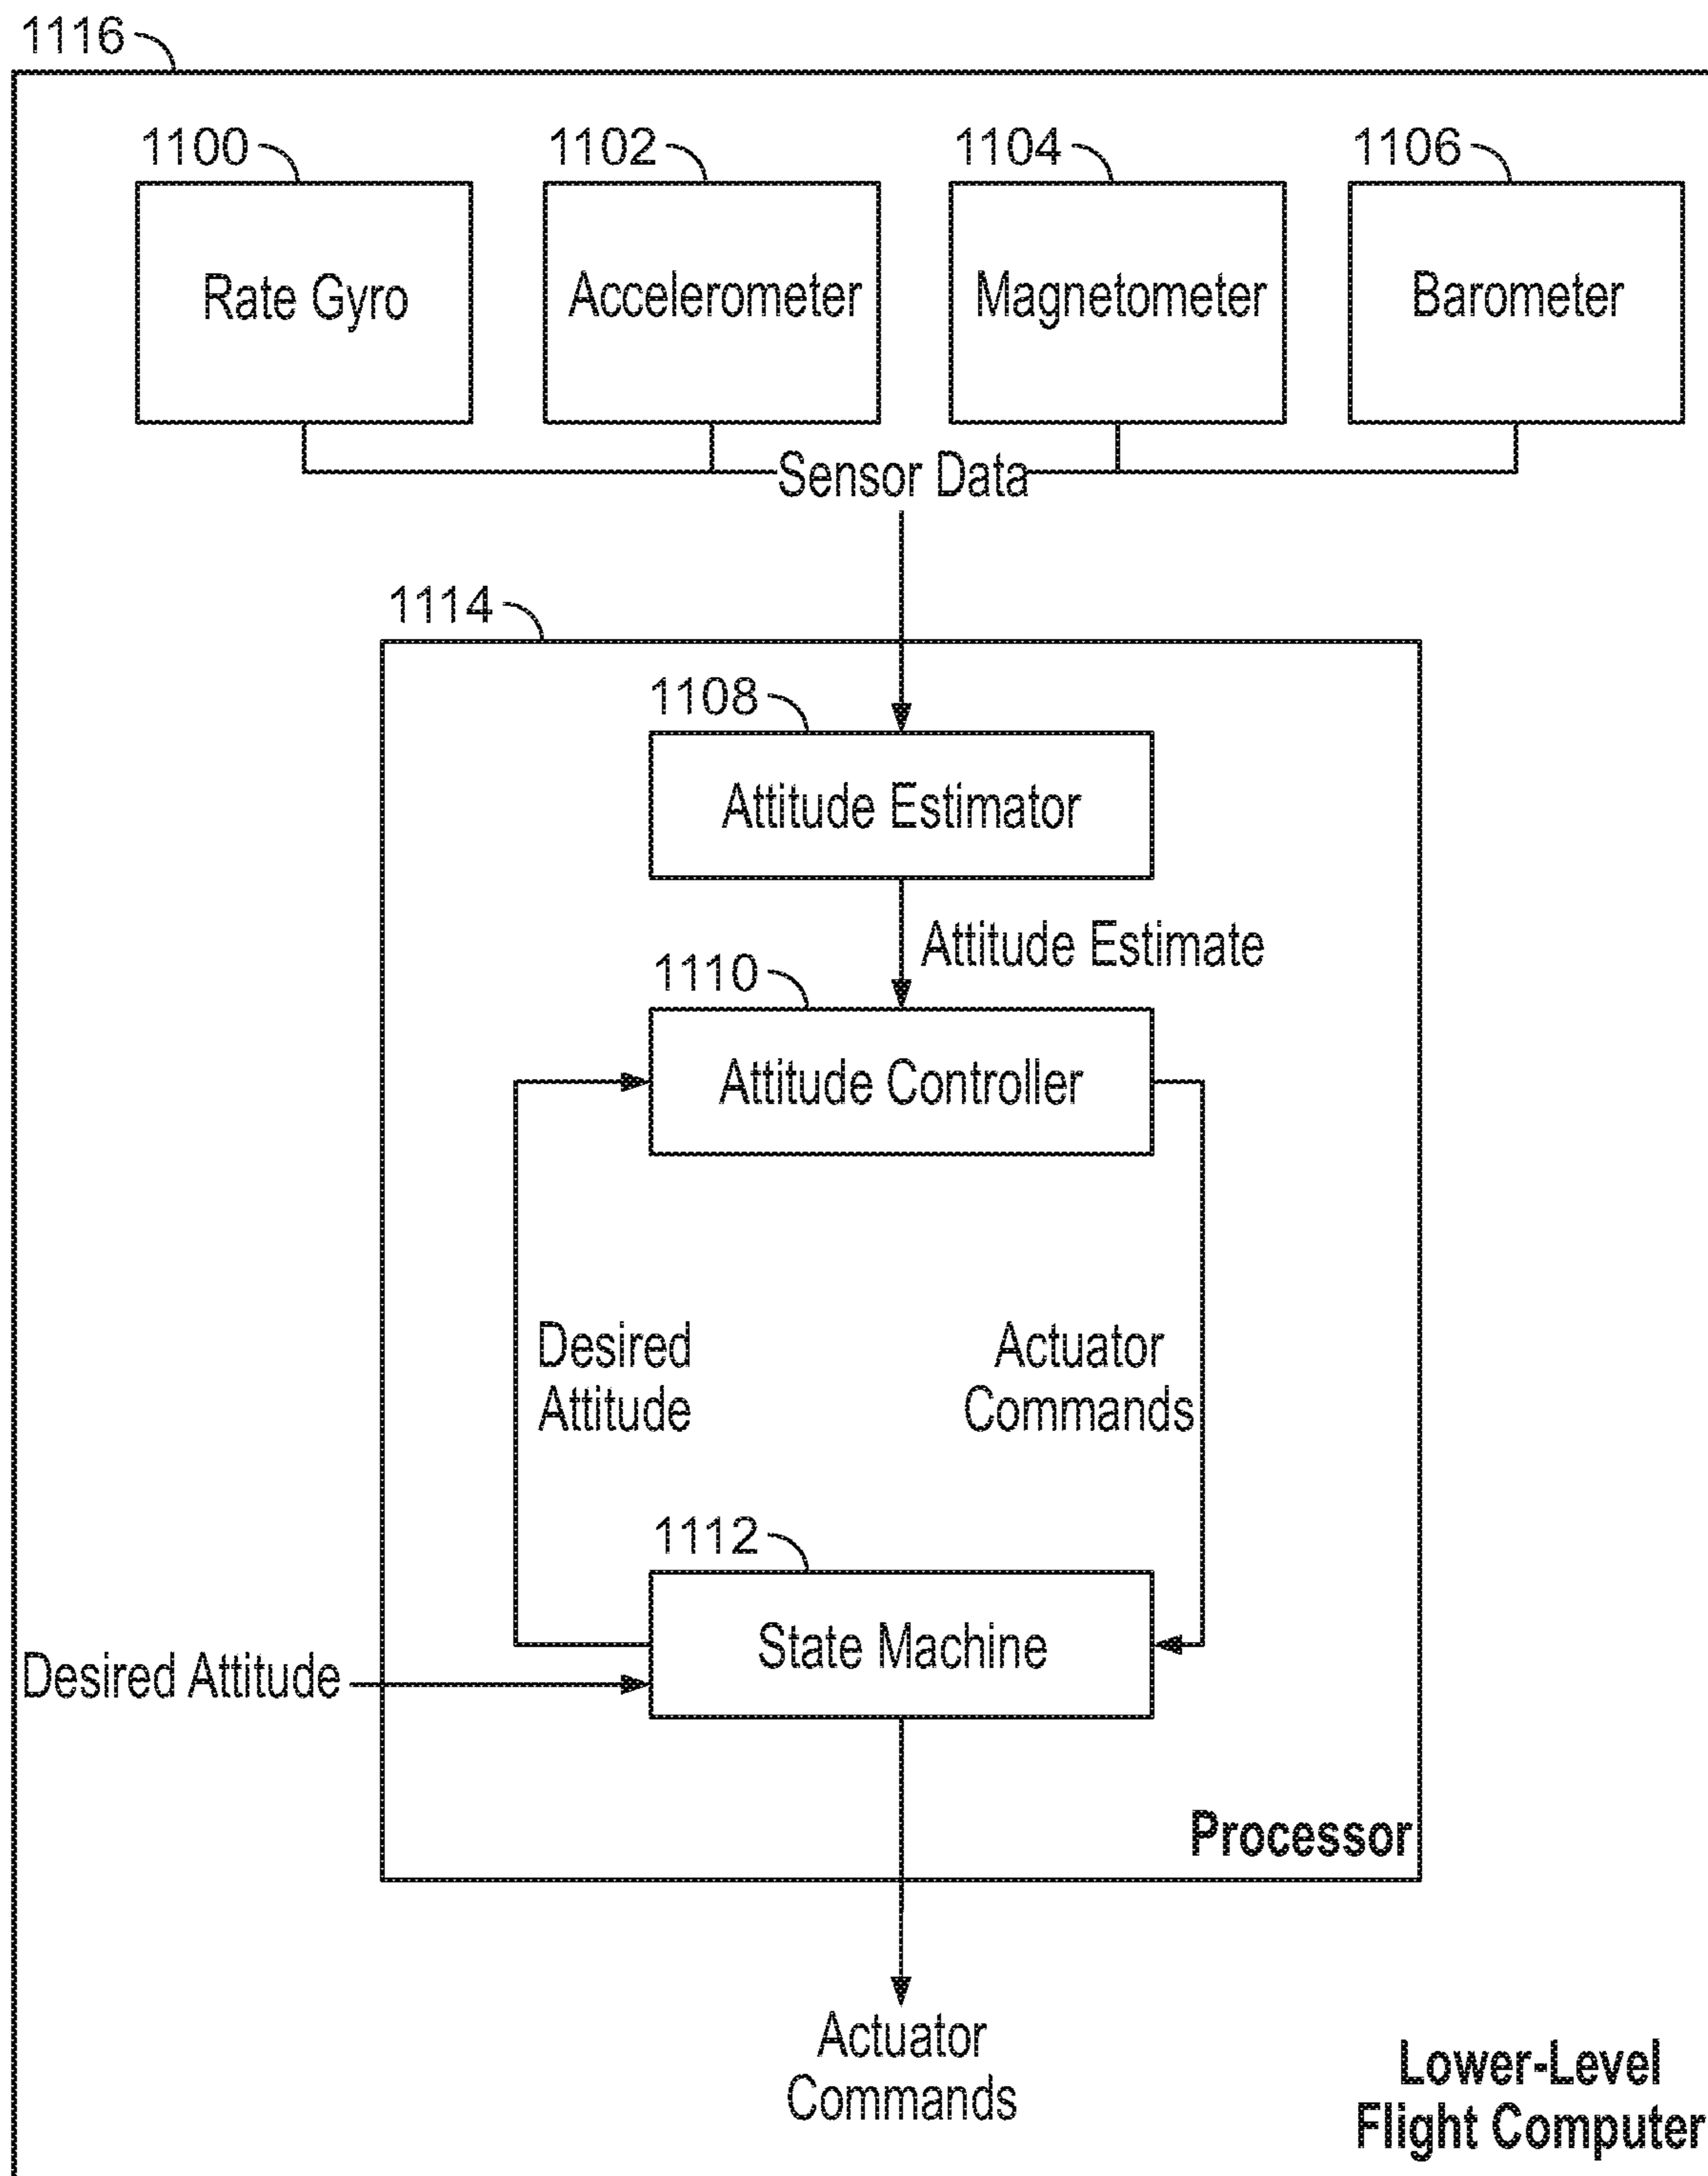 1116
1100
1102
1104
1106
Rate Gyro
Accelerometer
Magnetometer
Barometer
Sensor Data
1114
1108
Attitude Estimator
Attitude Estimate
1110
Attitude Controller
Desired
Attitude
Actuator
Commands
1112
State Machine
Desired Attitude
Processor
Actuator
Commands
Lower-Level
Flight Computer